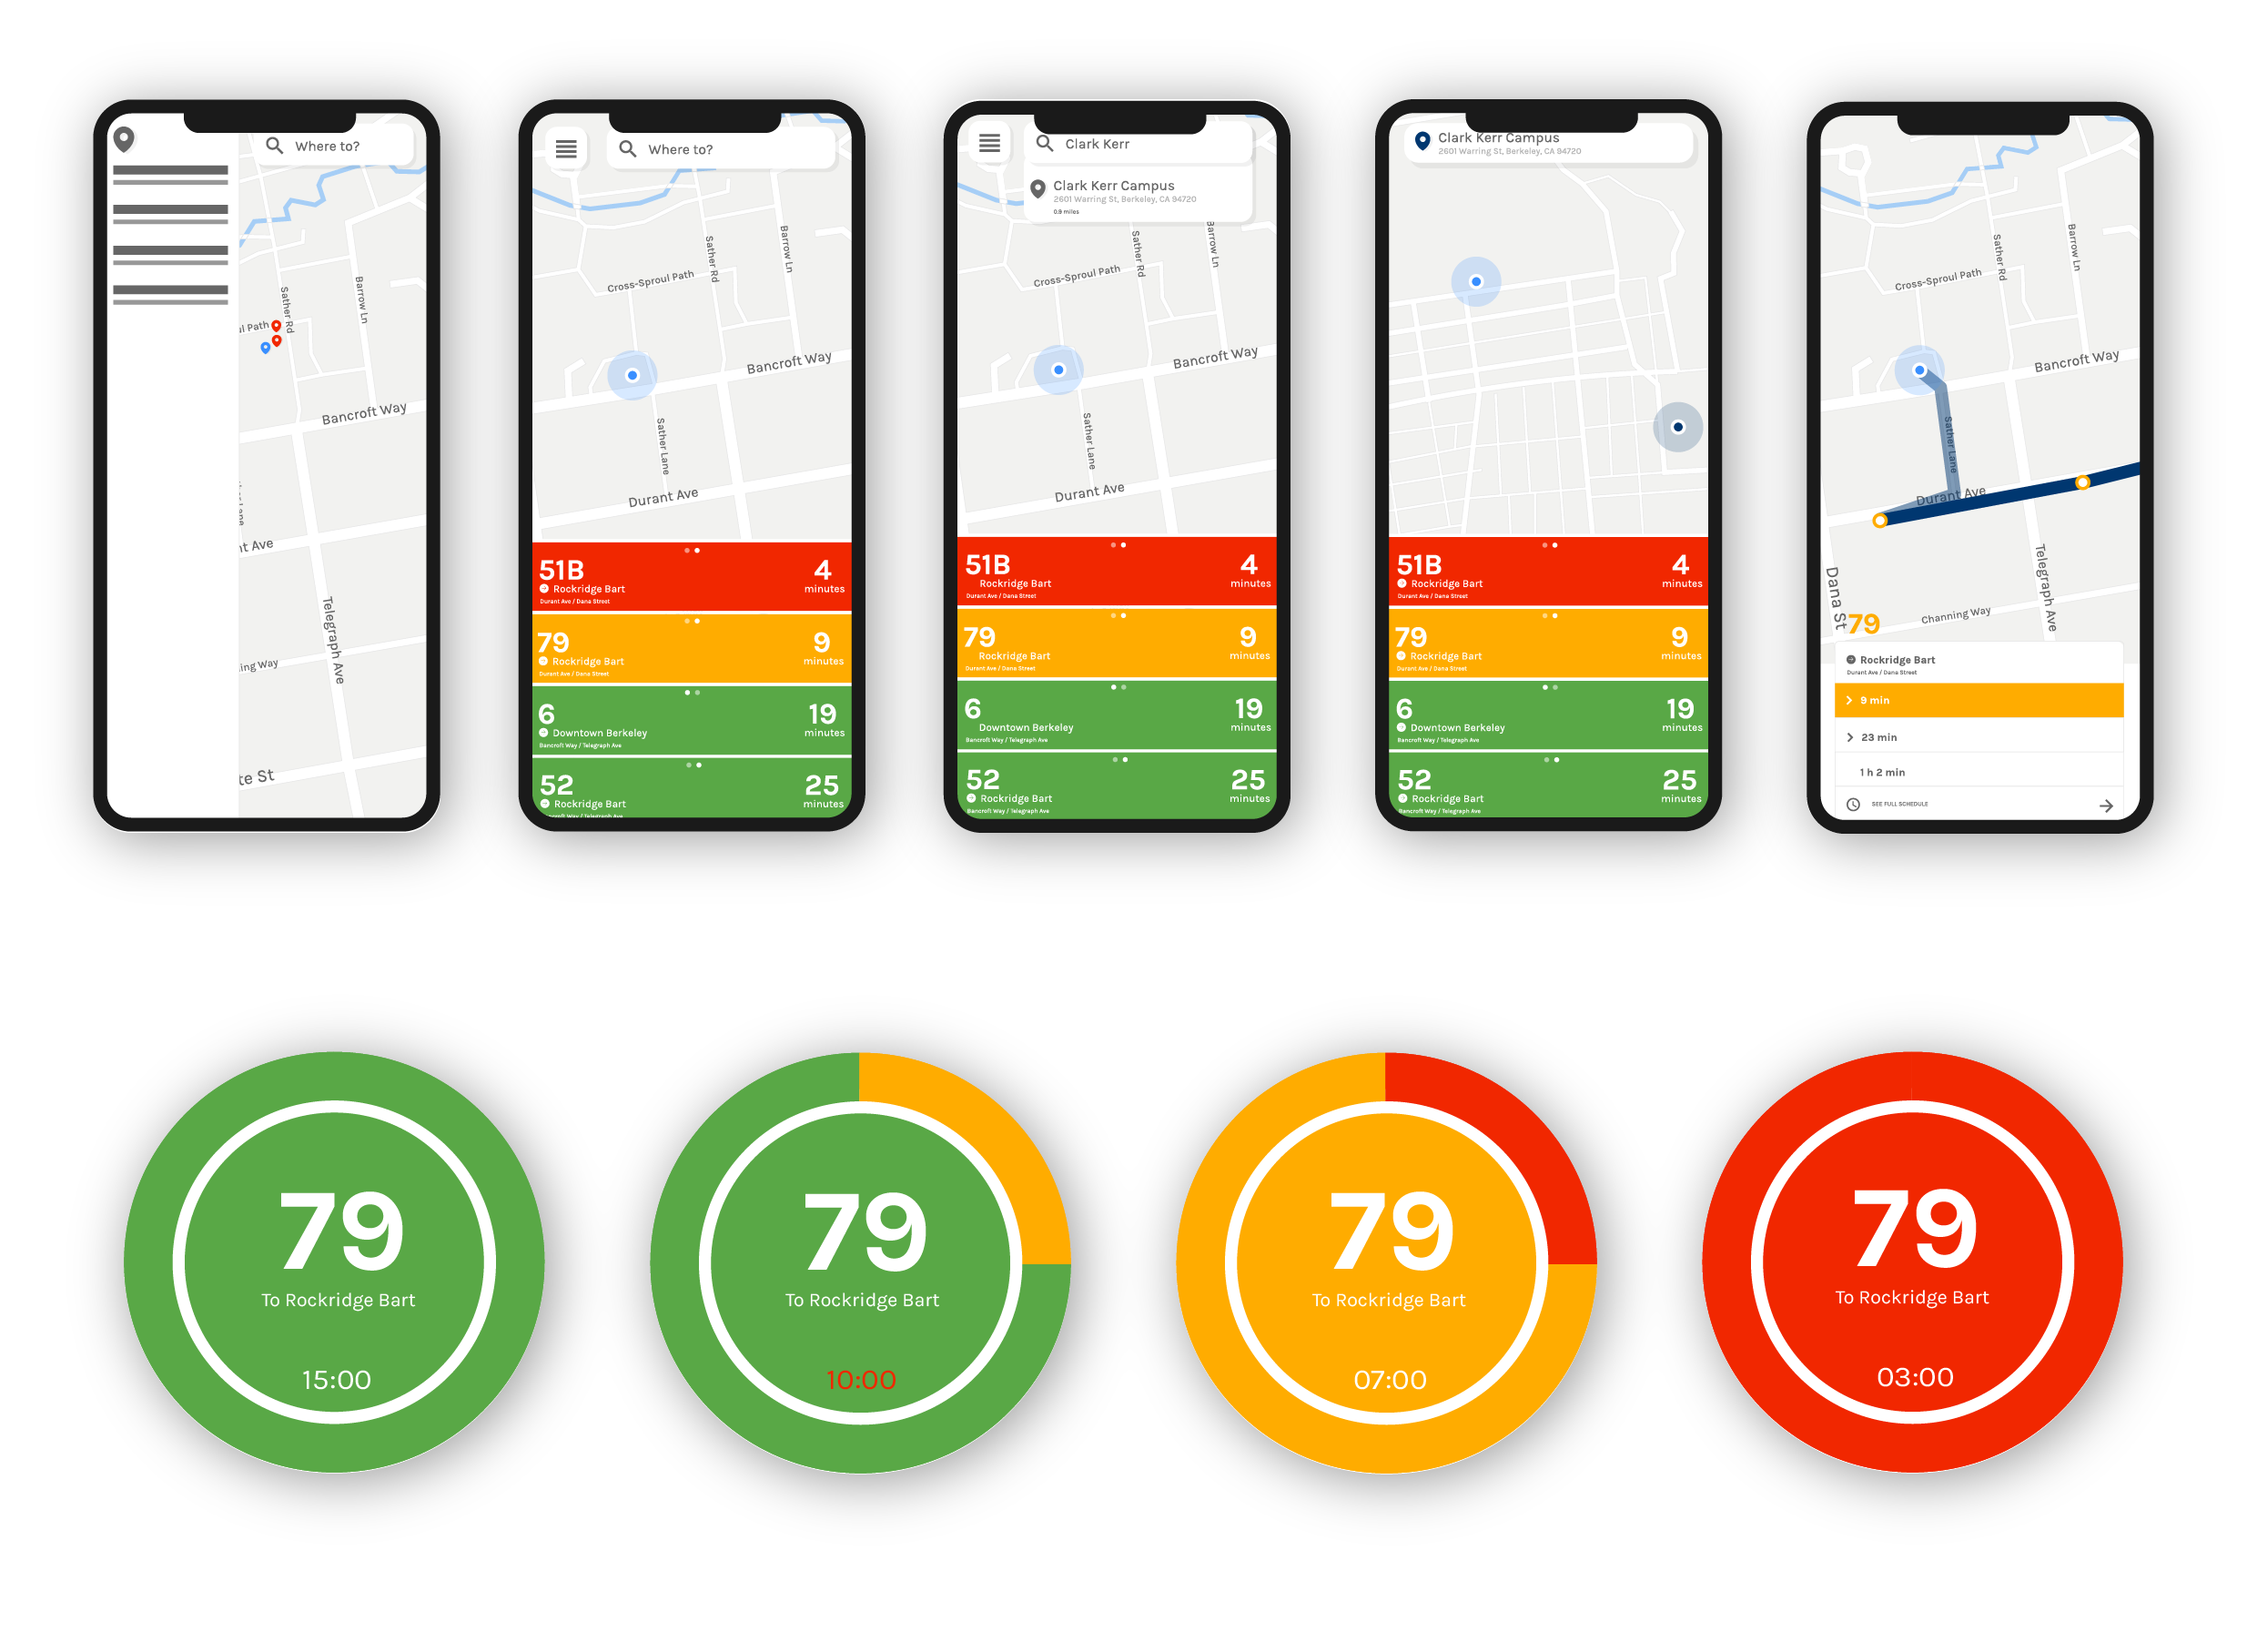 Where to?
ul Path
Sather Rd
Barrow Ln
Bancroft Way
Lane
nt Ave
Telegraph Ave
ing Way
te St
Where to?
Sather Rd
Barrow Ln
Cross-Sproul Path
Bancroft Way
Sather Lane
Durant Ave
51B
4
Rockridge Bart
minutes
Durant Ave / Dana Street
79
9
Rockridge Bart
minutes
Durant Ave / Dana Street
6
19
Downtown Berkeley
minutes
Bancroft Way / Telegraph Ave
52
25
Rockridge Bart
minutes
Bancroft Way / Telegraph Ave
Clark Kerr
Clark Kerr Campus
2601 Warring St, Berkeley, CA 94720
0.9 miles
Sather Rd
Barrow Ln
Cross-Sproul Path
Bancroft Way
Sather Lane
Durant Ave
51B
4
Rockridge Bart
minutes
Durant Ave / Dana Street
79
9
Rockridge Bart
minutes
Durant Ave / Dana Street
6
19
Downtown Berkeley
minutes
Bancroft Way / Telegraph Ave
52
25
Rockridge Bart
minutes
Bancroft Way / Telegraph Ave
Clark Kerr Campus
2601 Warring St, Berkeley, CA 94720
51B
4
Rockridge Bart
minutes
Durant Ave / Dana Street
79
9
Rockridge Bart
minutes
Durant Ave / Dana Street
6
19
Downtown Berkeley
minutes
Bancroft Way / Telegraph Ave
52
25
Rockridge Bart
minutes
Bancroft Way / Telegraph Ave
Sather Rd
Barrow Ln
Cross-Sproul Path
Bancroft Way
Sather Lane
Durant Ave
Dana St
Telegraph Ave
Channing Way
79
Rockridge Bart
Durant Ave / Dana Street
9 min
23 min
1 h 2 min
SEE FULL SCHEDULE
79
To Rockridge Bart
15:00
79
To Rockridge Bart
10:00
79
To Rockridge Bart
07:00
79
To Rockridge Bart
03:00